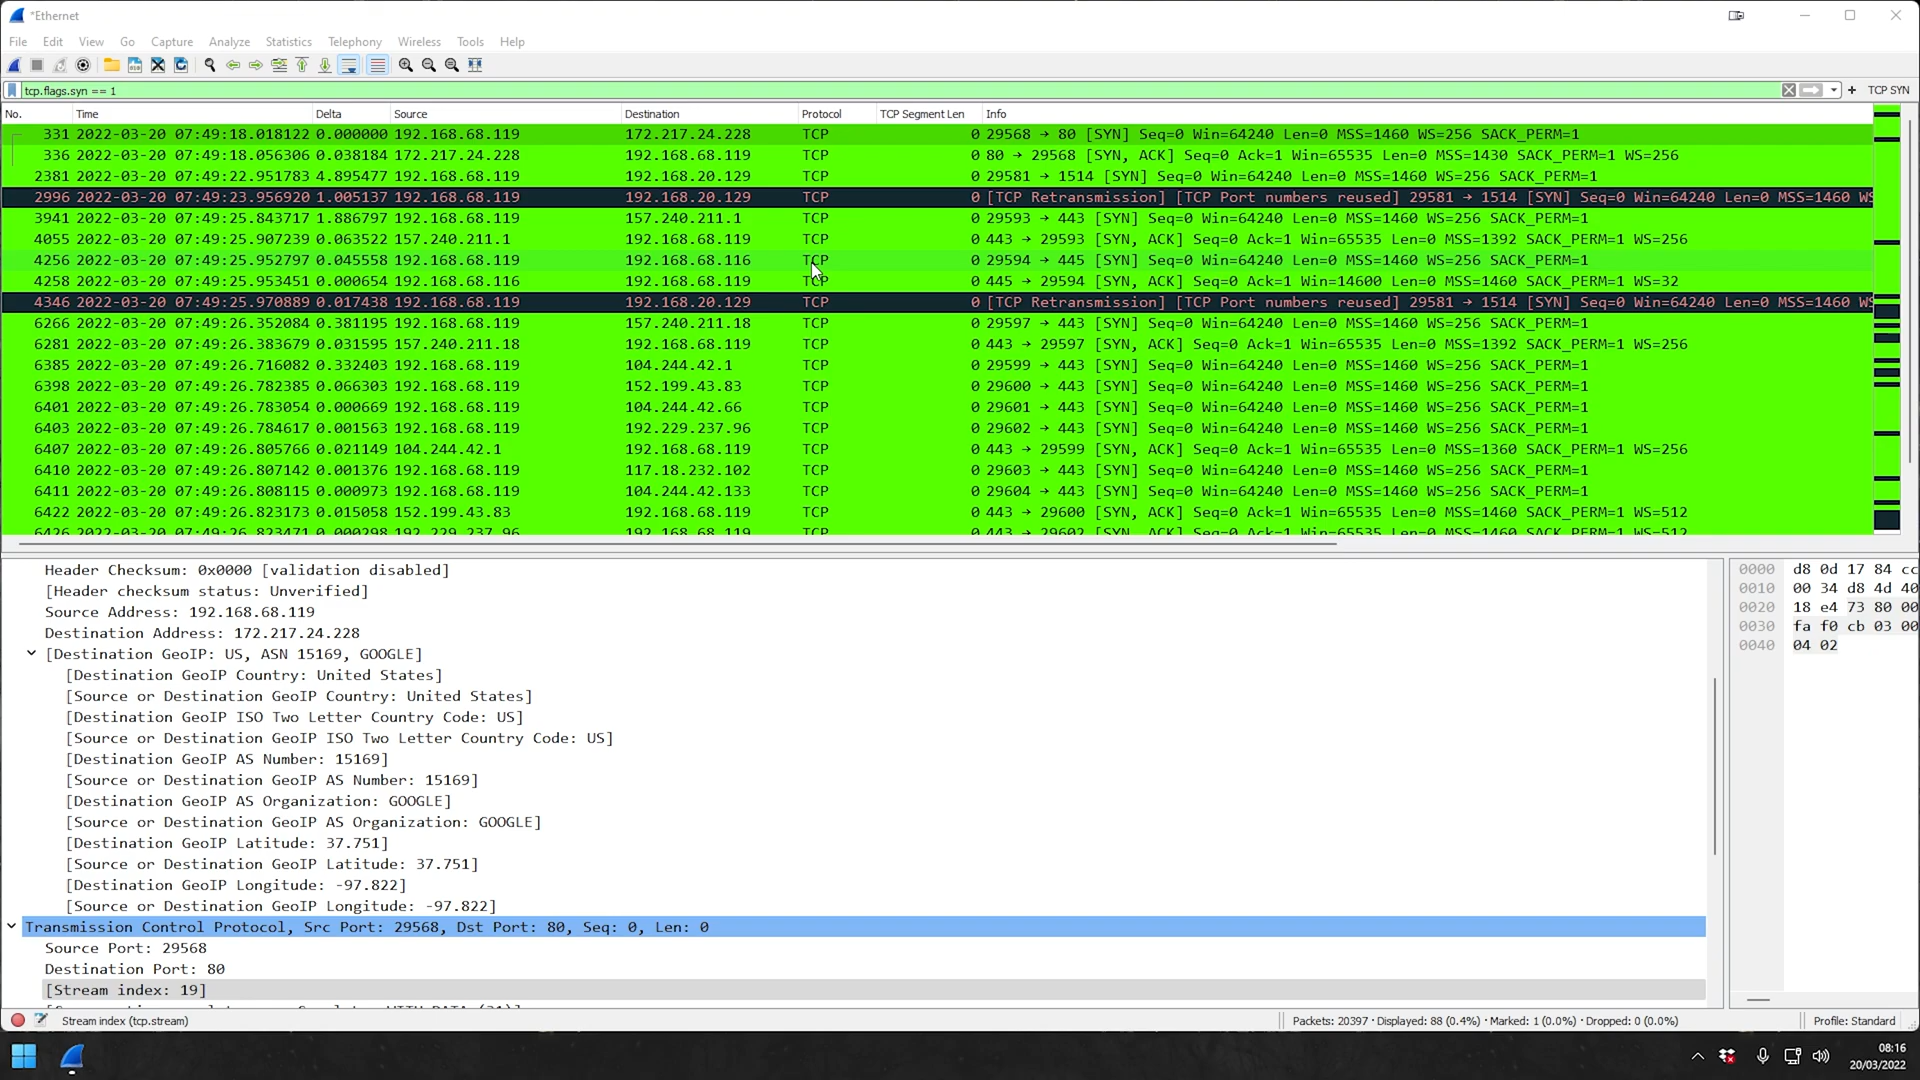 *Ethernet
File Edit View Go Capture Analyze Statistics Telephony Wireless Tools Help
tcp.flags.syn == 1 TCP SYN
No. Time Delta Source Destination Protocol TCP Segment Len Info
331 2022-03-20 07:49:18.018122 0.000000 192.168.68.119 172.217.24.228 TCP 0 29568 → 80 [SYN] Seq=0 Win=64240 Len=0 MSS=1460 WS=256 SACK_PERM=1
336 2022-03-20 07:49:18.056306 0.038184 172.217.24.228 192.168.68.119 TCP 0 80 → 29568 [SYN, ACK] Seq=0 Ack=1 Win=65535 Len=0 MSS=1430 SACK_PERM=1 WS=256
2381 2022-03-20 07:49:22.951783 4.895477 192.168.68.119 192.168.20.129 TCP 0 29581 → 1514 [SYN] Seq=0 Win=64240 Len=0 MSS=1460 WS=256 SACK_PERM=1
2996 2022-03-20 07:49:23.956920 1.005137 192.168.68.119 192.168.20.129 TCP 0 [TCP Retransmission] [TCP Port numbers reused] 29581 → 1514 [SYN] Seq=0 Win=64240 Len=0 MSS=1460 WS
3941 2022-03-20 07:49:25.843717 1.886797 192.168.68.119 157.240.211.1 TCP 0 29593 → 443 [SYN] Seq=0 Win=64240 Len=0 MSS=1460 WS=256 SACK_PERM=1
4055 2022-03-20 07:49:25.907239 0.063522 157.240.211.1 192.168.68.119 TCP 0 443 → 29593 [SYN, ACK] Seq=0 Ack=1 Win=65535 Len=0 MSS=1392 SACK_PERM=1 WS=256
4256 2022-03-20 07:49:25.952797 0.045558 192.168.68.119 192.168.68.116 TCP 0 29594 → 445 [SYN] Seq=0 Win=64240 Len=0 MSS=1460 WS=256 SACK_PERM=1
4258 2022-03-20 07:49:25.953451 0.000654 192.168.68.116 192.168.68.119 TCP 0 445 → 29594 [SYN, ACK] Seq=0 Ack=1 Win=14600 Len=0 MSS=1460 SACK_PERM=1 WS=32
4346 2022-03-20 07:49:25.970889 0.017438 192.168.68.119 192.168.20.129 TCP 0 [TCP Retransmission] [TCP Port numbers reused] 29581 → 1514 [SYN] Seq=0 Win=64240 Len=0 MSS=1460 WS
6266 2022-03-20 07:49:26.352084 0.381195 192.168.68.119 157.240.211.18 TCP 0 29597 → 443 [SYN] Seq=0 Win=64240 Len=0 MSS=1460 WS=256 SACK_PERM=1
6281 2022-03-20 07:49:26.383679 0.031595 157.240.211.18 192.168.68.119 TCP 0 443 → 29597 [SYN, ACK] Seq=0 Ack=1 Win=65535 Len=0 MSS=1392 SACK_PERM=1 WS=256
6385 2022-03-20 07:49:26.716082 0.332403 192.168.68.119 104.244.42.1 TCP 0 29599 → 443 [SYN] Seq=0 Win=64240 Len=0 MSS=1460 WS=256 SACK_PERM=1
6398 2022-03-20 07:49:26.782385 0.066303 192.168.68.119 152.199.43.83 TCP 0 29600 → 443 [SYN] Seq=0 Win=64240 Len=0 MSS=1460 WS=256 SACK_PERM=1
6401 2022-03-20 07:49:26.783054 0.000669 192.168.68.119 104.244.42.66 TCP 0 29601 → 443 [SYN] Seq=0 Win=64240 Len=0 MSS=1460 WS=256 SACK_PERM=1
6403 2022-03-20 07:49:26.784617 0.001563 192.168.68.119 192.229.237.96 TCP 0 29602 → 443 [SYN] Seq=0 Win=64240 Len=0 MSS=1460 WS=256 SACK_PERM=1
6407 2022-03-20 07:49:26.805766 0.021149 104.244.42.1 192.168.68.119 TCP 0 443 → 29599 [SYN, ACK] Seq=0 Ack=1 Win=65535 Len=0 MSS=1360 SACK_PERM=1 WS=256
6410 2022-03-20 07:49:26.807142 0.001376 192.168.68.119 117.18.232.102 TCP 0 29603 → 443 [SYN] Seq=0 Win=64240 Len=0 MSS=1460 WS=256 SACK_PERM=1
6411 2022-03-20 07:49:26.808115 0.000973 192.168.68.119 104.244.42.133 TCP 0 29604 → 443 [SYN] Seq=0 Win=64240 Len=0 MSS=1460 WS=256 SACK_PERM=1
6422 2022-03-20 07:49:26.823173 0.015058 152.199.43.83 192.168.68.119 TCP 0 443 → 29600 [SYN, ACK] Seq=0 Ack=1 Win=65535 Len=0 MSS=1460 SACK_PERM=1 WS=512
6426 2022-03-20 07:49:26.823471 0.000298 192.229.237.96 192.168.68.119 TCP 0 443 → 29602 [SYN, ACK] Seq=0 Ack=1 Win=65535 Len=0 MSS=1460 SACK_PERM=1 WS=512
Header Checksum: 0x0000 [validation disabled]
[Header checksum status: Unverified]
Source Address: 192.168.68.119
Destination Address: 172.217.24.228
[Destination GeoIP: US, ASN 15169, GOOGLE]
[Destination GeoIP Country: United States]
[Source or Destination GeoIP Country: United States]
[Destination GeoIP ISO Two Letter Country Code: US]
[Source or Destination GeoIP ISO Two Letter Country Code: US]
[Destination GeoIP AS Number: 15169]
[Source or Destination GeoIP AS Number: 15169]
[Destination GeoIP AS Organization: GOOGLE]
[Source or Destination GeoIP AS Organization: GOOGLE]
[Destination GeoIP Latitude: 37.751]
[Source or Destination GeoIP Latitude: 37.751]
[Destination GeoIP Longitude: -97.822]
[Source or Destination GeoIP Longitude: -97.822]
Transmission Control Protocol, Src Port: 29568, Dst Port: 80, Seq: 0, Len: 0
Source Port: 29568
Destination Port: 80
[Stream index: 19]
0000 d8 0d 17 84 cc
0010 00 34 d8 4d 40
0020 18 e4 73 80 00
0030 fa f0 cb 03 00
0040 04 02
Stream index (tcp.stream) Packets: 20397 · Displayed: 88 (0.4%) · Marked: 1 (0.0%) · Dropped: 0 (0.0%) Profile: Standard
08:16
20/03/2022